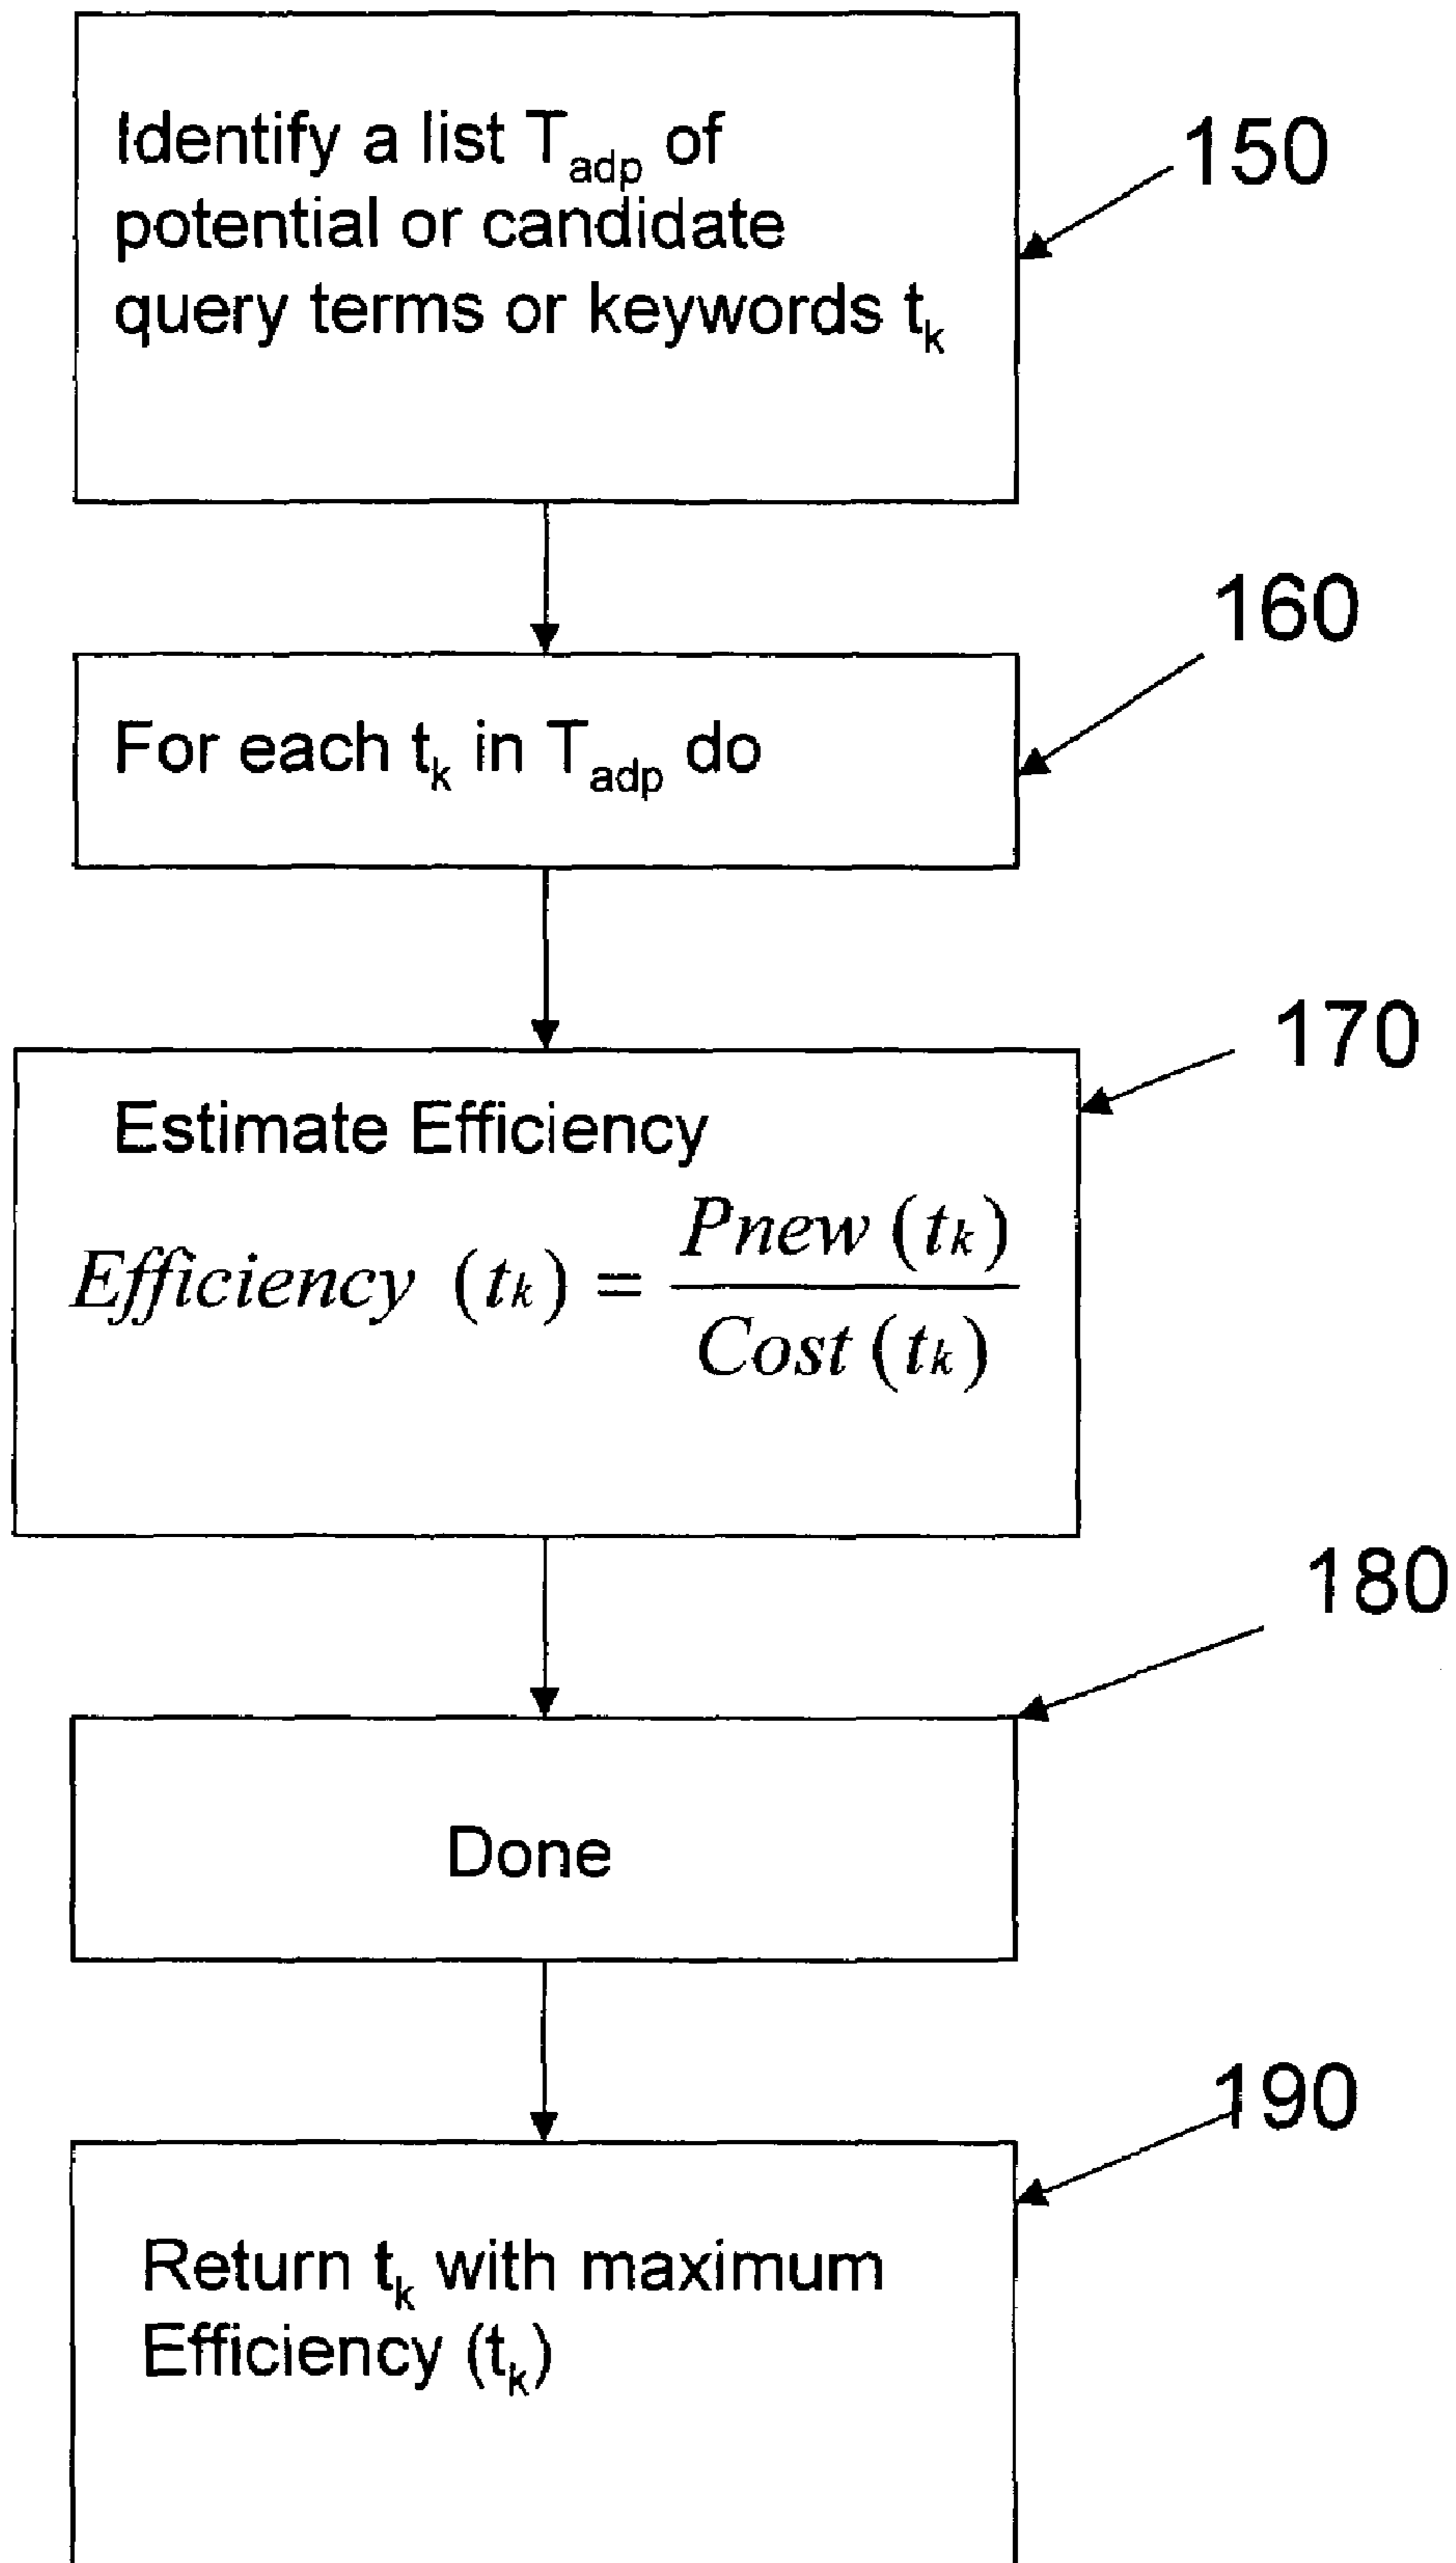 Identify a list T_adp of
potential or candidate
query terms or keywords t_k
150
160
For each t_k in T_adp do
170
Estimate Efficiency
Efficiency (t_k) = Pnew (t_k) / Cost (t_k)
180
Done
190
Return t_k with maximum
Efficiency (t_k)